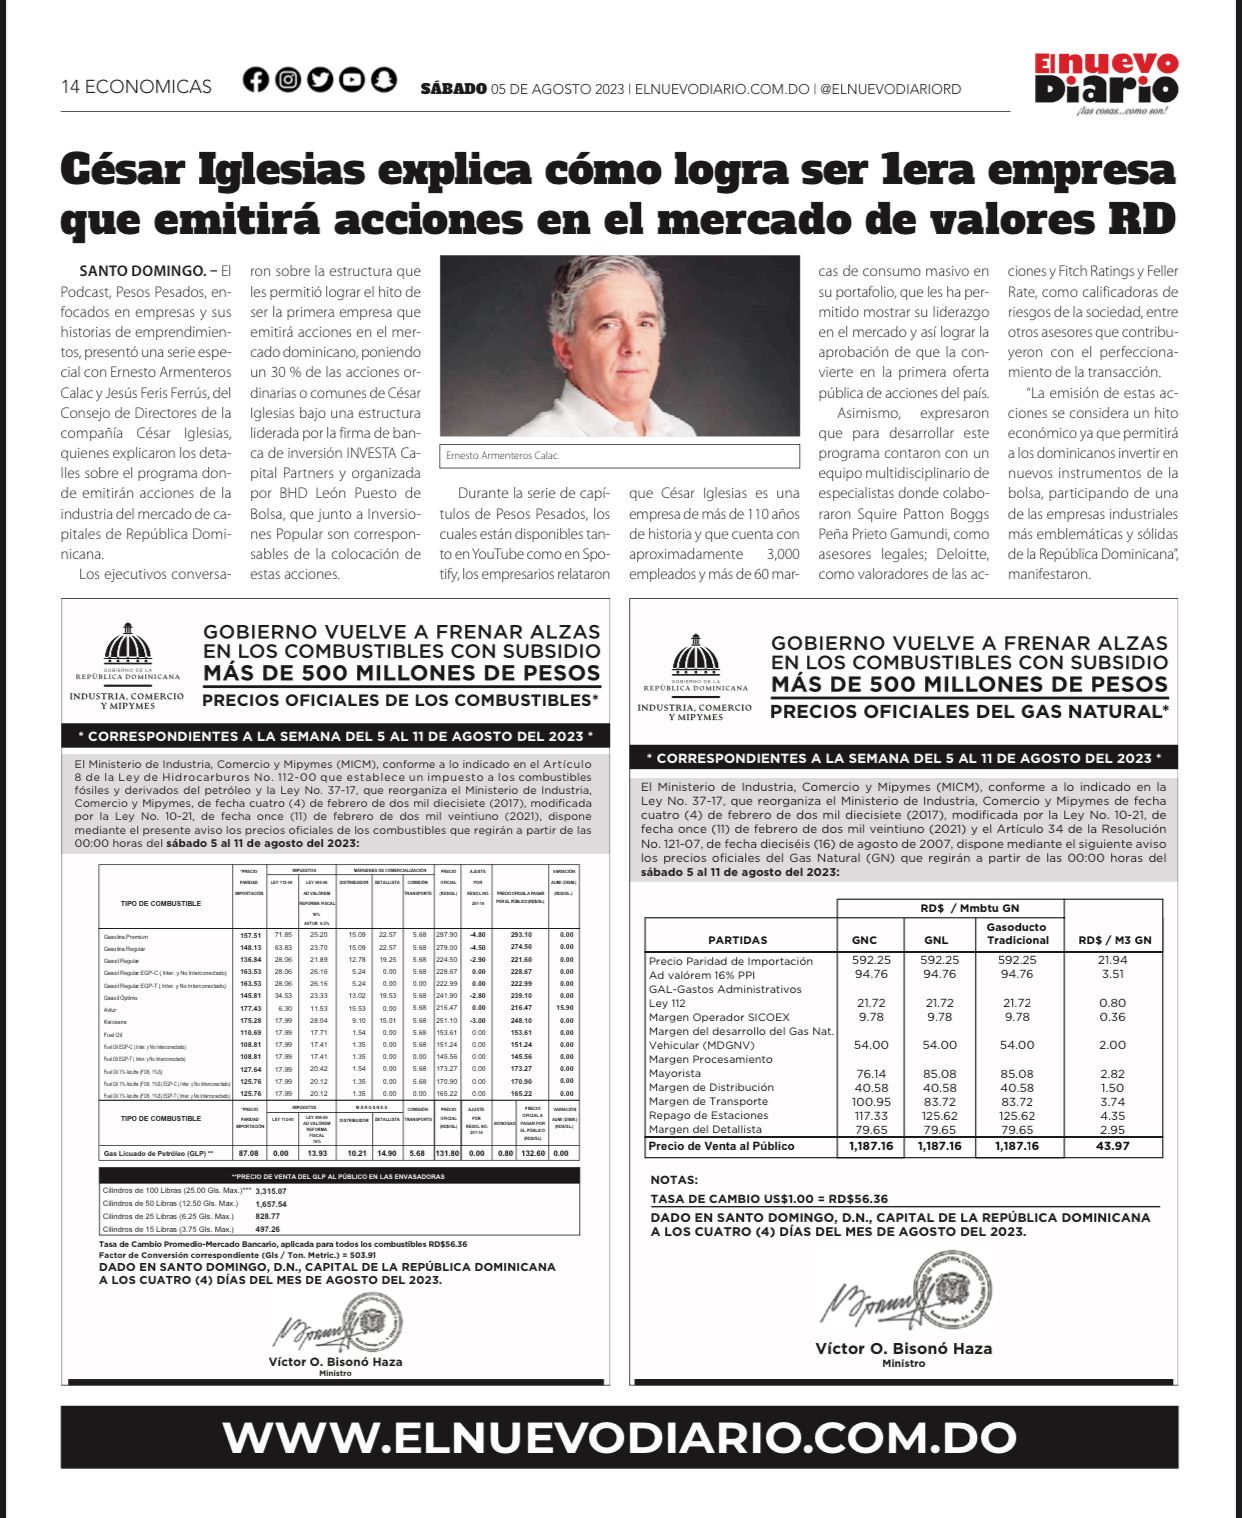 14 ECONOMICAS
SÁBADO 05 DE AGOSTO 2023 | ELNUEVODIARIO.COM.DO | @ELNUEVODIARIORD
El nuevo
Diario
¡las cosas...como son!
César Iglesias explica cómo logra ser 1era empresa
que emitirá acciones en el mercado de valores RD
SANTO DOMINGO. – El
Podcast, Pesos Pesados, en-
focados en empresas y sus
historias de emprendimien-
tos, presentó una serie espe-
cial con Ernesto Armenteros
Calac y Jesús Feris Ferrús, del
Consejo de Directores de la
compañía César Iglesias,
quienes explicaron los deta-
lles sobre el programa don-
de emitirán acciones de la
industria del mercado de ca-
pitales de República Domi-
nicana.
Los ejecutivos conversa-
ron sobre la estructura que
les permitió lograr el hito de
ser la primera empresa que
emitirá acciones en el mer-
cado dominicano, poniendo
un 30 % de las acciones or-
dinarias o comunes de César
Iglesias bajo una estructura
liderada por la firma de ban-
ca de inversión INVESTA Ca-
pital Partners y organizada
por BHD León Puesto de
Bolsa, que junto a Inversio-
nes Popular son correspon-
sables de la colocación de
estas acciones.
Ernesto Armenteros Calac.
Durante la serie de capí-
tulos de Pesos Pesados, los
cuales están disponibles tan-
to en YouTube como en Spo-
tify, los empresarios relataron
que César Iglesias es una
empresa de más de 110 años
de historia y que cuenta con
aproximadamente 3,000
empleados y más de 60 mar-
cas de consumo masivo en
su portafolio, que les ha per-
mitido mostrar su liderazgo
en el mercado y así lograr la
aprobación de que la con-
vierte en la primera oferta
pública de acciones del país.
Asimismo, expresaron
que para desarrollar este
programa contaron con un
equipo multidisciplinario de
especialistas donde colabo-
raron Squire Patton Boggs
Peña Prieto Gamundi, como
asesores legales; Deloitte,
como valoradores de las ac-
ciones y Fitch Ratings y Feller
Rate, como calificadoras de
riesgos de la sociedad, entre
otros asesores que contribu-
yeron con el perfecciona-
miento de la transacción.
"La emisión de estas ac-
ciones se considera un hito
económico ya que permitirá
a los dominicanos invertir en
nuevos instrumentos de la
bolsa, participando de una
de las empresas industriales
más emblemáticas y sólidas
de la República Dominicana",
manifestaron.
GOBIERNO DE LA
REPÚBLICA DOMINICANA
INDUSTRIA, COMERCIO
Y MIPYMES
GOBIERNO VUELVE A FRENAR ALZAS
EN LOS COMBUSTIBLES CON SUBSIDIO
MÁS DE 500 MILLONES DE PESOS
PRECIOS OFICIALES DE LOS COMBUSTIBLES*
* CORRESPONDIENTES A LA SEMANA DEL 5 AL 11 DE AGOSTO DEL 2023 *
El Ministerio de Industria, Comercio y Mipymes (MICM), conforme a lo indicado en el Artículo
8 de la Ley de Hidrocarburos No. 112-00 que establece un impuesto a los combustibles
fósiles y derivados del petróleo y la Ley No. 37-17, que reorganiza el Ministerio de Industria,
Comercio y Mipymes, de fecha cuatro (4) de febrero de dos mil diecisiete (2017), modificada
por la Ley No. 10-21, de fecha once (11) de febrero de dos mil veintiuno (2021), dispone
mediante el presente aviso los precios oficiales de los combustibles que regirán a partir de las
00:00 horas del sábado 5 al 11 de agosto del 2023:
TIPO DE COMBUSTIBLE
*PRECIO PARIDAD IMPORTACIÓN
IMPUESTOS
LEY 112-00
LEY 495-06 AD VALÓREM REFORMA FISCAL 16% AVTUR 6.5%
MÁRGENES DE COMERCIALIZACIÓN
DISTRIBUIDOR
DETALLISTA
COMISIÓN TRANSPORTE
PRECIO OFICIAL (RD$/GL)
AJUSTE POR RESOL NO. 201-14
PRECIO OFICIAL A PAGAR POR EL PÚBLICO (RD$/GL)
VARIACIÓN AUM /(DISM.) (RD$/GL.)
Gasolina Premium 157.51 71.85 25.20 15.09 22.57 5.68 297.90 -4.80 293.10 0.00
Gasolina Regular 148.13 63.83 23.70 15.09 22.57 5.68 279.00 -4.50 274.50 0.00
Gasoil Regular 136.84 28.06 21.89 12.78 19.25 5.68 224.50 -2.90 221.60 0.00
Gasoil Regular EGP-C ( Inter. y No Interconectado) 163.53 28.06 26.16 5.24 0.00 5.68 228.67 0.00 228.67 0.00
Gasoil Regular EGP-T ( Inter. y No Interconectado) 163.53 28.06 26.16 5.24 0.00 0.00 222.99 0.00 222.99 0.00
Gasoil Óptimo 145.81 34.53 23.33 13.02 19.53 5.68 241.90 -2.80 239.10 0.00
Avtur 177.43 6.30 11.53 15.53 0.00 5.68 216.47 0.00 216.47 15.90
Kerosene 175.28 17.99 28.04 9.10 15.01 5.68 251.10 -3.00 248.10 0.00
Fuel Oil 110.69 17.99 17.71 1.54 0.00 5.68 153.61 0.00 153.61 0.00
Fuel Oil EGP-C ( Inter. y No Interconectado) 108.81 17.99 17.41 1.35 0.00 5.68 151.24 0.00 151.24 0.00
Fuel Oil EGP-T ( Inter. y No Interconectado) 108.81 17.99 17.41 1.35 0.00 0.00 145.56 0.00 145.56 0.00
Fuel Oil 1% Azufre (FOIL 1%S) 127.64 17.99 20.42 1.54 0.00 5.68 173.27 0.00 173.27 0.00
Fuel Oil 1% Azufre (FOIL 1%S) EGP-C ( Inter. y No Interconectado) 125.76 17.99 20.12 1.35 0.00 5.68 170.90 0.00 170.90 0.00
Fuel Oil 1% Azufre (FOIL 1%S) EGP-T ( Inter. y No Interconectado) 125.76 17.99 20.12 1.35 0.00 0.00 165.22 0.00 165.22 0.00
TIPO DE COMBUSTIBLE
*PRECIO PARIDAD IMPORTACIÓN
IMPUESTOS
LEY 112-00
LEY 495-06 AD VALOREM REFORMA FISCAL 16%
MÁRGENES
DISTRIBUIDOR
DETALLISTA
COMISIÓN TRANSPORTE
PRECIO OFICIAL (RD$/GL)
AJUSTE POR RESOL NO. 201-14
BONOGAS
PRECIO OFICIAL A PAGAR POR EL PÚBLICO (RD$/GL)
VARIACIÓN AUM /(DISM.) (RD$/GL.)
Gas Licuado de Petróleo (GLP) ** 87.08 0.00 13.93 10.21 14.90 5.68 131.80 0.00 0.80 132.60 0.00
**PRECIO DE VENTA DEL GLP AL PÚBLICO EN LAS ENVASADORAS
Cilindros de 100 Libras (25.00 Gls. Max.)*** 3,315.07
Cilindros de 50 Libras (12.50 Gls. Max.) 1,657.54
Cilindros de 25 Libras (6.25 Gls. Max.) 828.77
Cilindros de 15 Libras (3.75 Gls. Max.) 497.26
Tasa de Cambio Promedio-Mercado Bancario, aplicada para todos los combustibles RD$56.36
Factor de Conversión correspondiente (Gls / Ton. Metric.) = 503.91
DADO EN SANTO DOMINGO, D.N., CAPITAL DE LA REPÚBLICA DOMINICANA
A LOS CUATRO (4) DÍAS DEL MES DE AGOSTO DEL 2023.
Víctor O. Bisonó Haza
Ministro
GOBIERNO DE LA
REPÚBLICA DOMINICANA
INDUSTRIA, COMERCIO
Y MIPYMES
GOBIERNO VUELVE A FRENAR ALZAS
EN LOS COMBUSTIBLES CON SUBSIDIO
MÁS DE 500 MILLONES DE PESOS
PRECIOS OFICIALES DEL GAS NATURAL*
* CORRESPONDIENTES A LA SEMANA DEL 5 AL 11 DE AGOSTO DEL 2023 *
El Ministerio de Industria, Comercio y Mipymes (MICM), conforme a lo indicado en la
Ley No. 37-17, que reorganiza el Ministerio de Industria, Comercio y Mipymes de fecha
cuatro (4) de febrero de dos mil diecisiete (2017), modificada por la Ley No. 10-21, de
fecha once (11) de febrero de dos mil veintiuno (2021) y el Artículo 34 de la Resolución
No. 121-07, de fecha dieciséis (16) de agosto de 2007, dispone mediante el siguiente aviso
los precios oficiales del Gas Natural (GN) que regirán a partir de las 00:00 horas del
sábado 5 al 11 de agosto del 2023:
RD$ / Mmbtu GN
PARTIDAS GNC GNL Gasoducto Tradicional RD$ / M3 GN
Precio Paridad de Importación 592.25 592.25 592.25 21.94
Ad valórem 16% PPI 94.76 94.76 94.76 3.51
GAL-Gastos Administrativos
Ley 112 21.72 21.72 21.72 0.80
Margen Operador SICOEX 9.78 9.78 9.78 0.36
Margen del desarrollo del Gas Nat.
Vehicular (MDGNV) 54.00 54.00 54.00 2.00
Margen Procesamiento
Mayorista 76.14 85.08 85.08 2.82
Margen de Distribución 40.58 40.58 40.58 1.50
Margen de Transporte 100.95 83.72 83.72 3.74
Repago de Estaciones 117.33 125.62 125.62 4.35
Margen del Detallista 79.65 79.65 79.65 2.95
Precio de Venta al Público 1,187.16 1,187.16 1,187.16 43.97
NOTAS:
TASA DE CAMBIO US$1.00 = RD$56.36
DADO EN SANTO DOMINGO, D.N., CAPITAL DE LA REPÚBLICA DOMINICANA
A LOS CUATRO (4) DÍAS DEL MES DE AGOSTO DEL 2023.
Víctor O. Bisonó Haza
Ministro
WWW.ELNUEVODIARIO.COM.DO